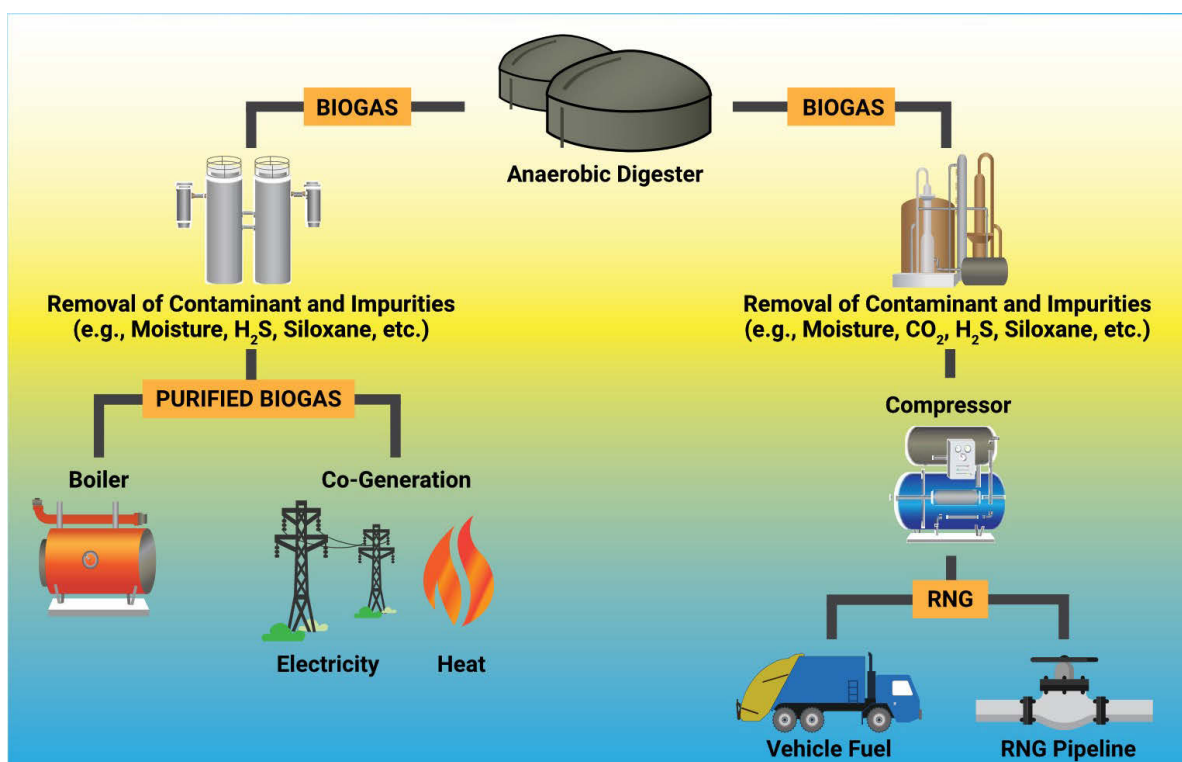 BIOGAS
BIOGAS
Anaerobic Digester
Removal of Contaminant and Impurities
(e.g., Moisture, H₂S, Siloxane, etc.)
Removal of Contaminant and Impurities
(e.g., Moisture, CO₂, H₂S, Siloxane, etc.)
PURIFIED BIOGAS
Compressor
Boiler
Co-Generation
RNG
Electricity
Heat
Vehicle Fuel
RNG Pipeline